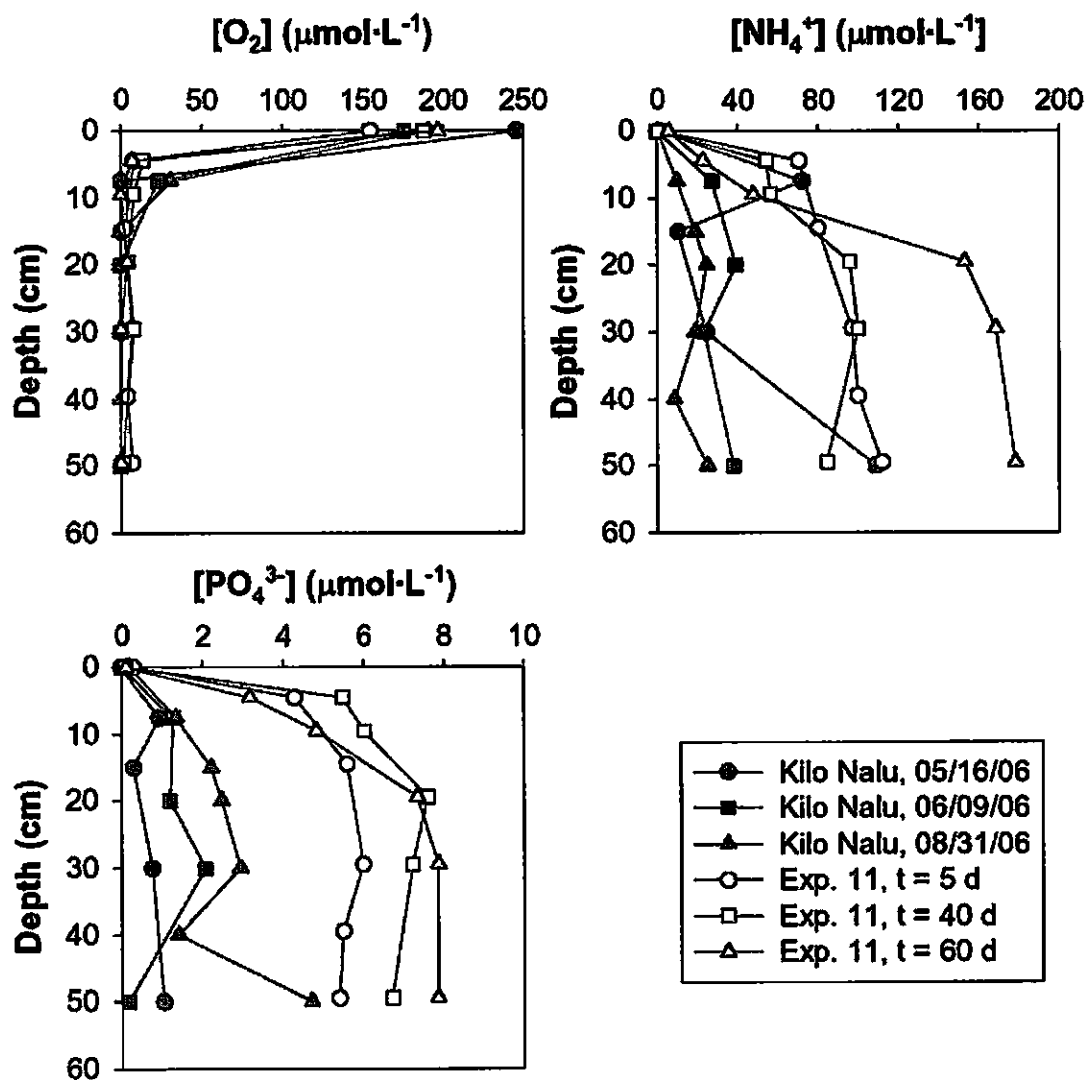 [O₂] (μmol·L⁻¹)
0 50 100 150 200 250
0
10
20
30
40
50
60
Depth (cm)
[NH₄⁺] (μmol·L⁻¹]
0 40 80 120 160 200
0
10
20
30
40
50
60
Depth (cm)
[PO₄³⁻] (μmol·L⁻¹)
0 2 4 6 8 10
0
10
20
30
40
50
60
Depth (cm)
Kilo Nalu, 05/16/06
Kilo Nalu, 06/09/06
Kilo Nalu, 08/31/06
Exp. 11, t = 5 d
Exp. 11, t = 40 d
Exp. 11, t = 60 d